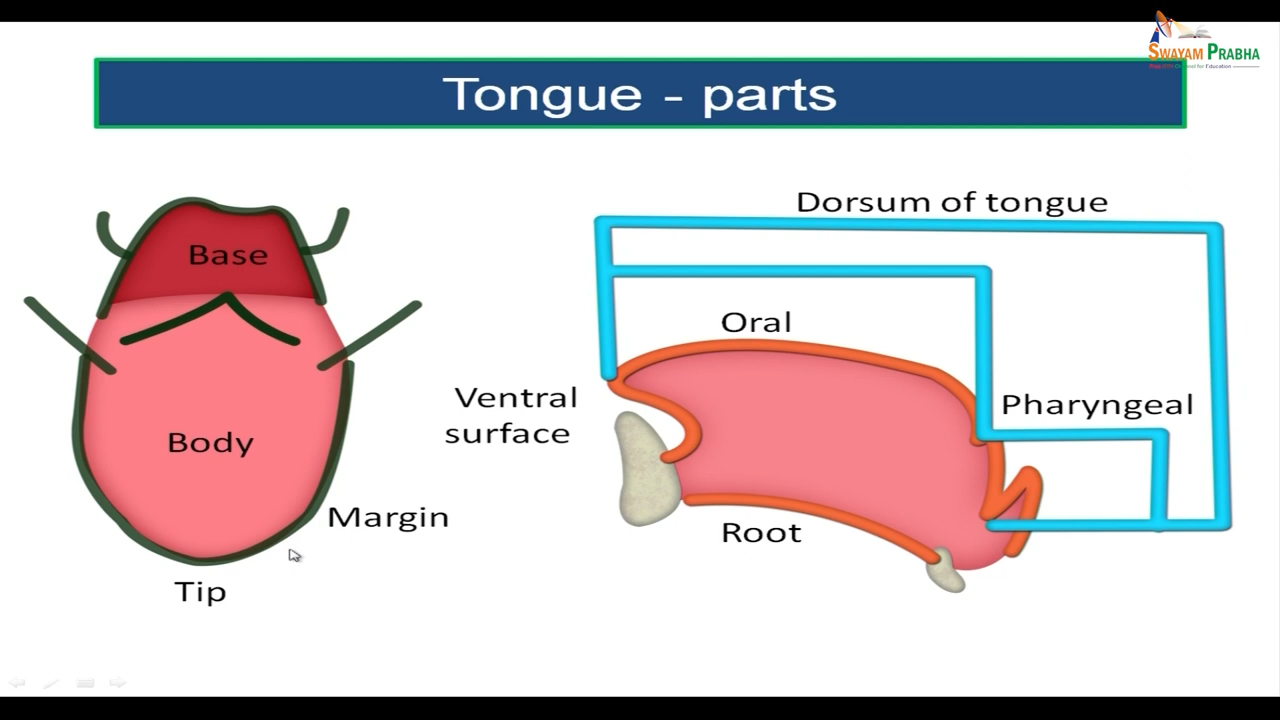 SWAYAM PRABHA
Tongue - parts
Dorsum of tongue
Base
Oral
Ventral
surface
Pharyngeal
Body
Margin
Root
Tip